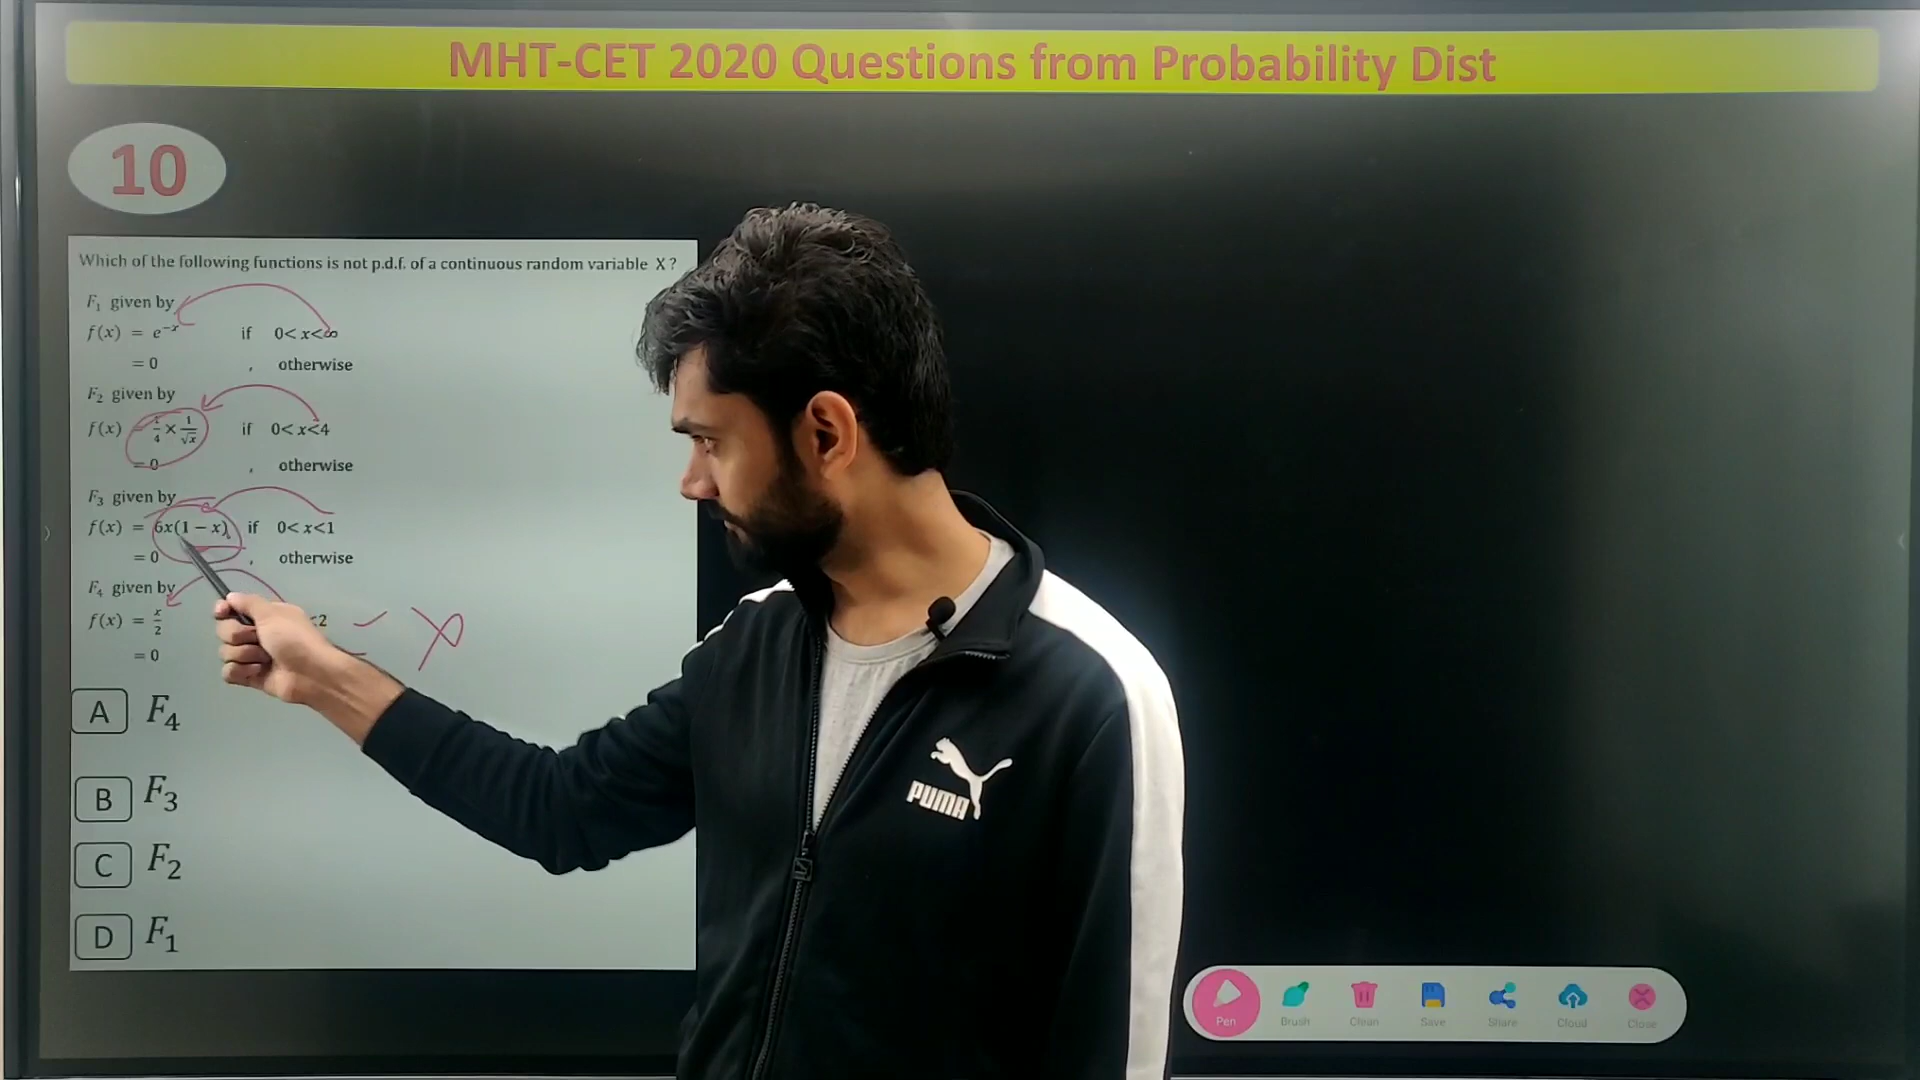 MHT-CET 2020 Questions from Probability Dist
10
Which of the following functions is not p.d.f. of a continuous random variable X ?
F₁ given by
f(x) = e⁻ˣ if 0< x<∞
= 0 , otherwise
F₂ given by
f(x) = 1/4 × 1/√x if 0< x<4
= 0 , otherwise
F₃ given by
f(x) = 6x(1 − x), if 0< x<1
= 0 , otherwise
F₄ given by
f(x) = x/2 <2
= 0
A F₄
B F₃
C F₂
D F₁
PUMA
Pen Brush Clean Save Share Cloud Close